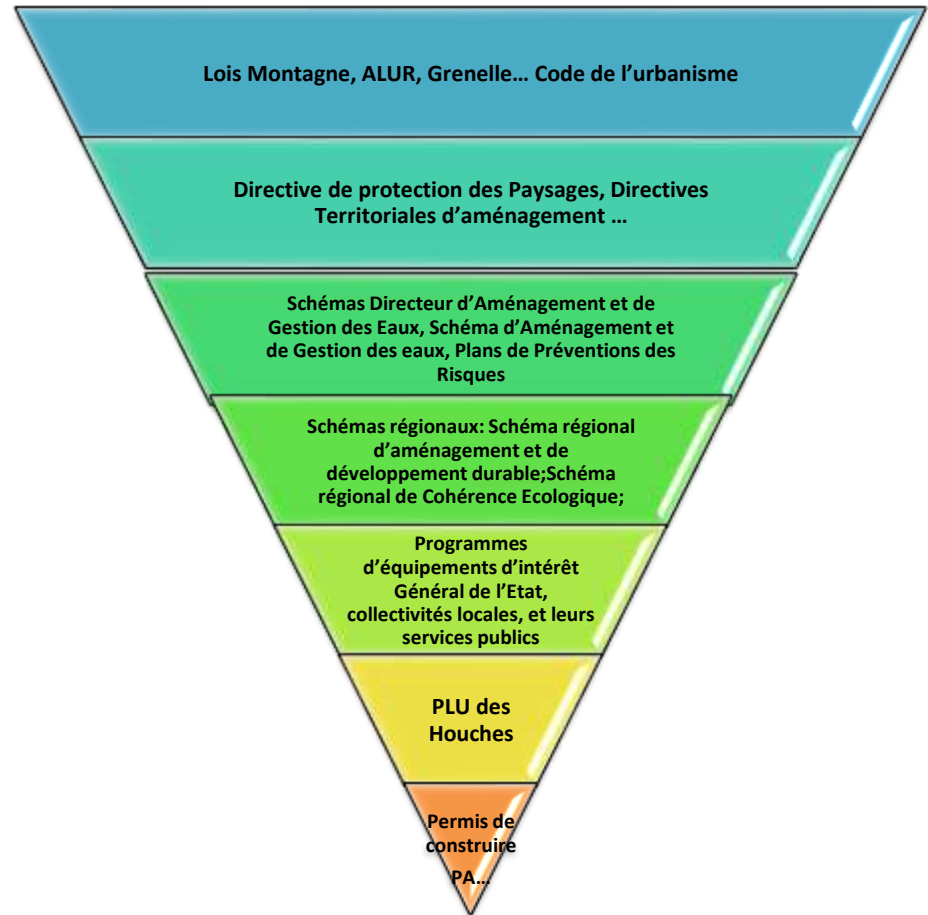 Lois Montagne, ALUR, Grenelle… Code de l’urbanisme
Directive de protection des Paysages, Directives
Territoriales d’aménagement …
Schémas Directeur d’Aménagement et de
Gestion des Eaux, Schéma d’Aménagement et
de Gestion des eaux, Plans de Préventions des
Risques
Schémas régionaux: Schéma régional
d’aménagement et de
développement durable;Schéma
régional de Cohérence Ecologique;
Programmes
d’équipements d’intérêt
Général de l’Etat,
collectivités locales, et leurs
services publics
PLU des
Houches
Permis de
construire
PA…